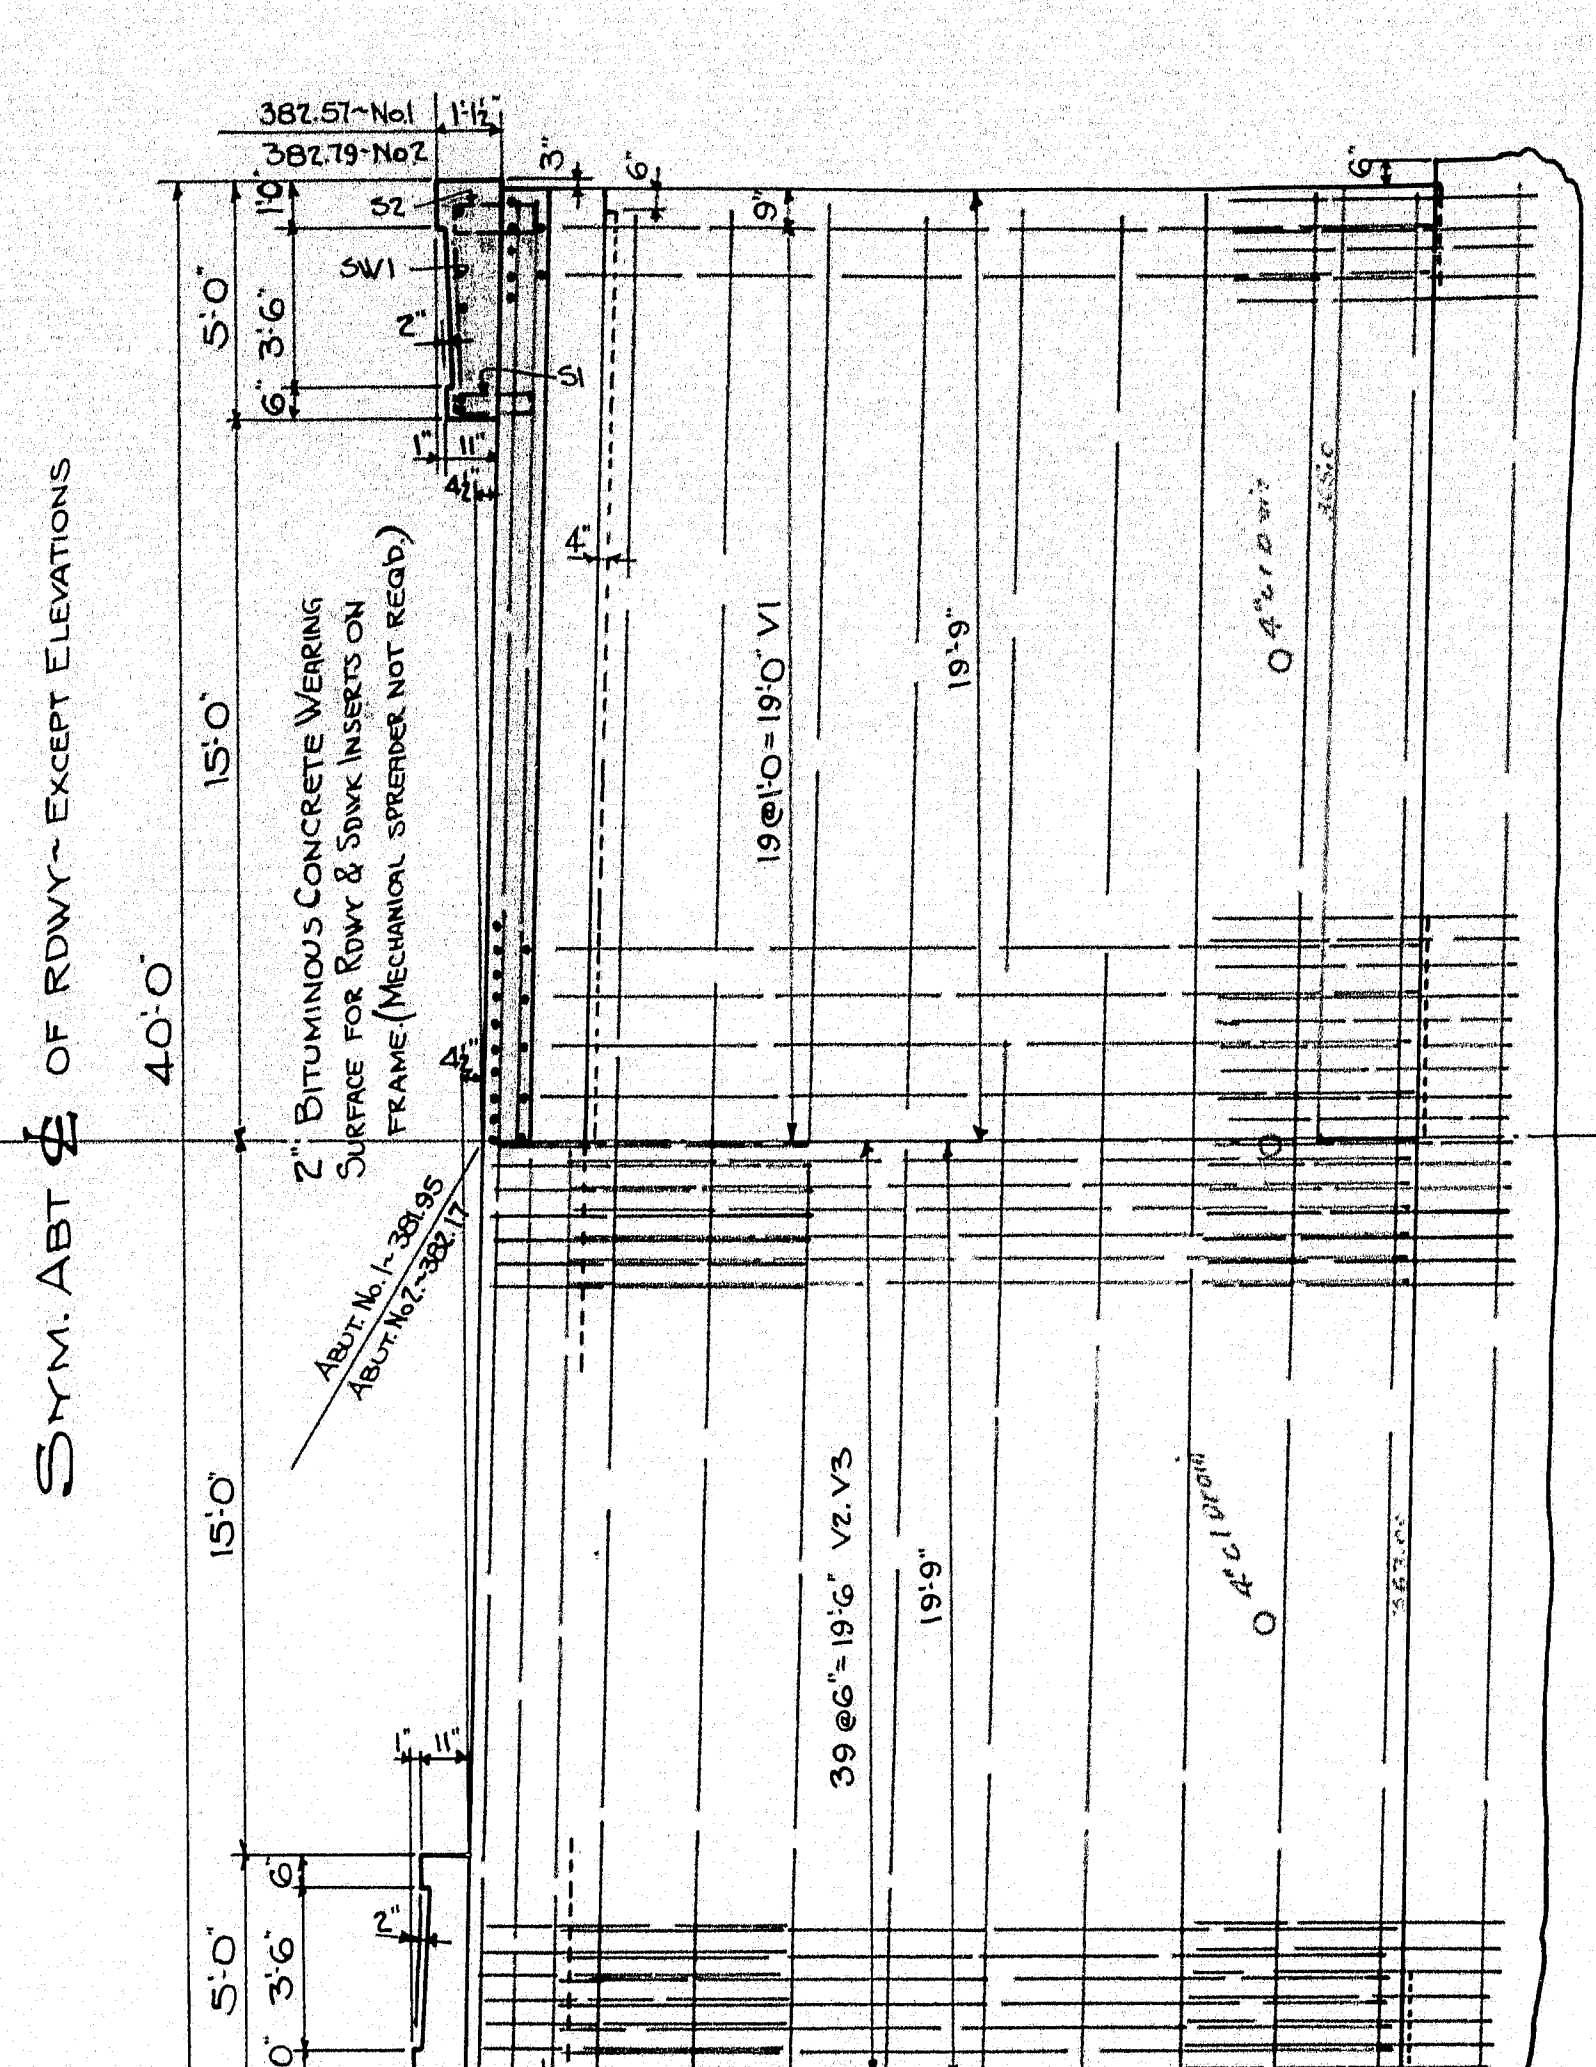 382.57~No.1
382.79-No2
1'-1½"
3"
6"
6"
1'-0"
S2
9"
SW1
5'-0"
3'-6"
2"
6"
S1
1"
11"
4½"
4"
SYM. ABT ℄ OF RDWY~ EXCEPT ELEVATIONS
40'-0"
15'-0"
2" BITUMINOUS CONCRETE WEARING
SURFACE FOR RDWY & SDWK INSERTS ON
FRAME.(MECHANICAL SPREADER NOT REQD.)
19@1'-0=19'-0" V1
19'-9"
4½"
ABUT. No. 1~381.95
ABUT. No2.~382.17
15'-0"
39 @6"=19'-6" V2. V3
19'-9"
1"
11"
6"
2"
5'-0"
3'-6"
0"